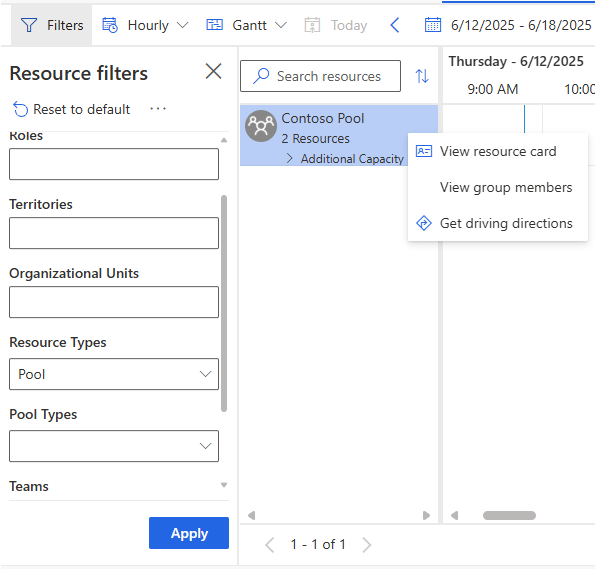 Filters
Hourly
Gantt
Today
6/12/2025 - 6/18/2025
Resource filters
Reset to default
...
Roles
Territories
Organizational Units
Resource Types
Pool
Pool Types
Teams
Apply
Search resources
Contoso Pool
2 Resources
Additional Capacity
1 - 1 of 1
Thursday - 6/12/2025
9:00 AM
10:00
View resource card
View group members
Get driving directions